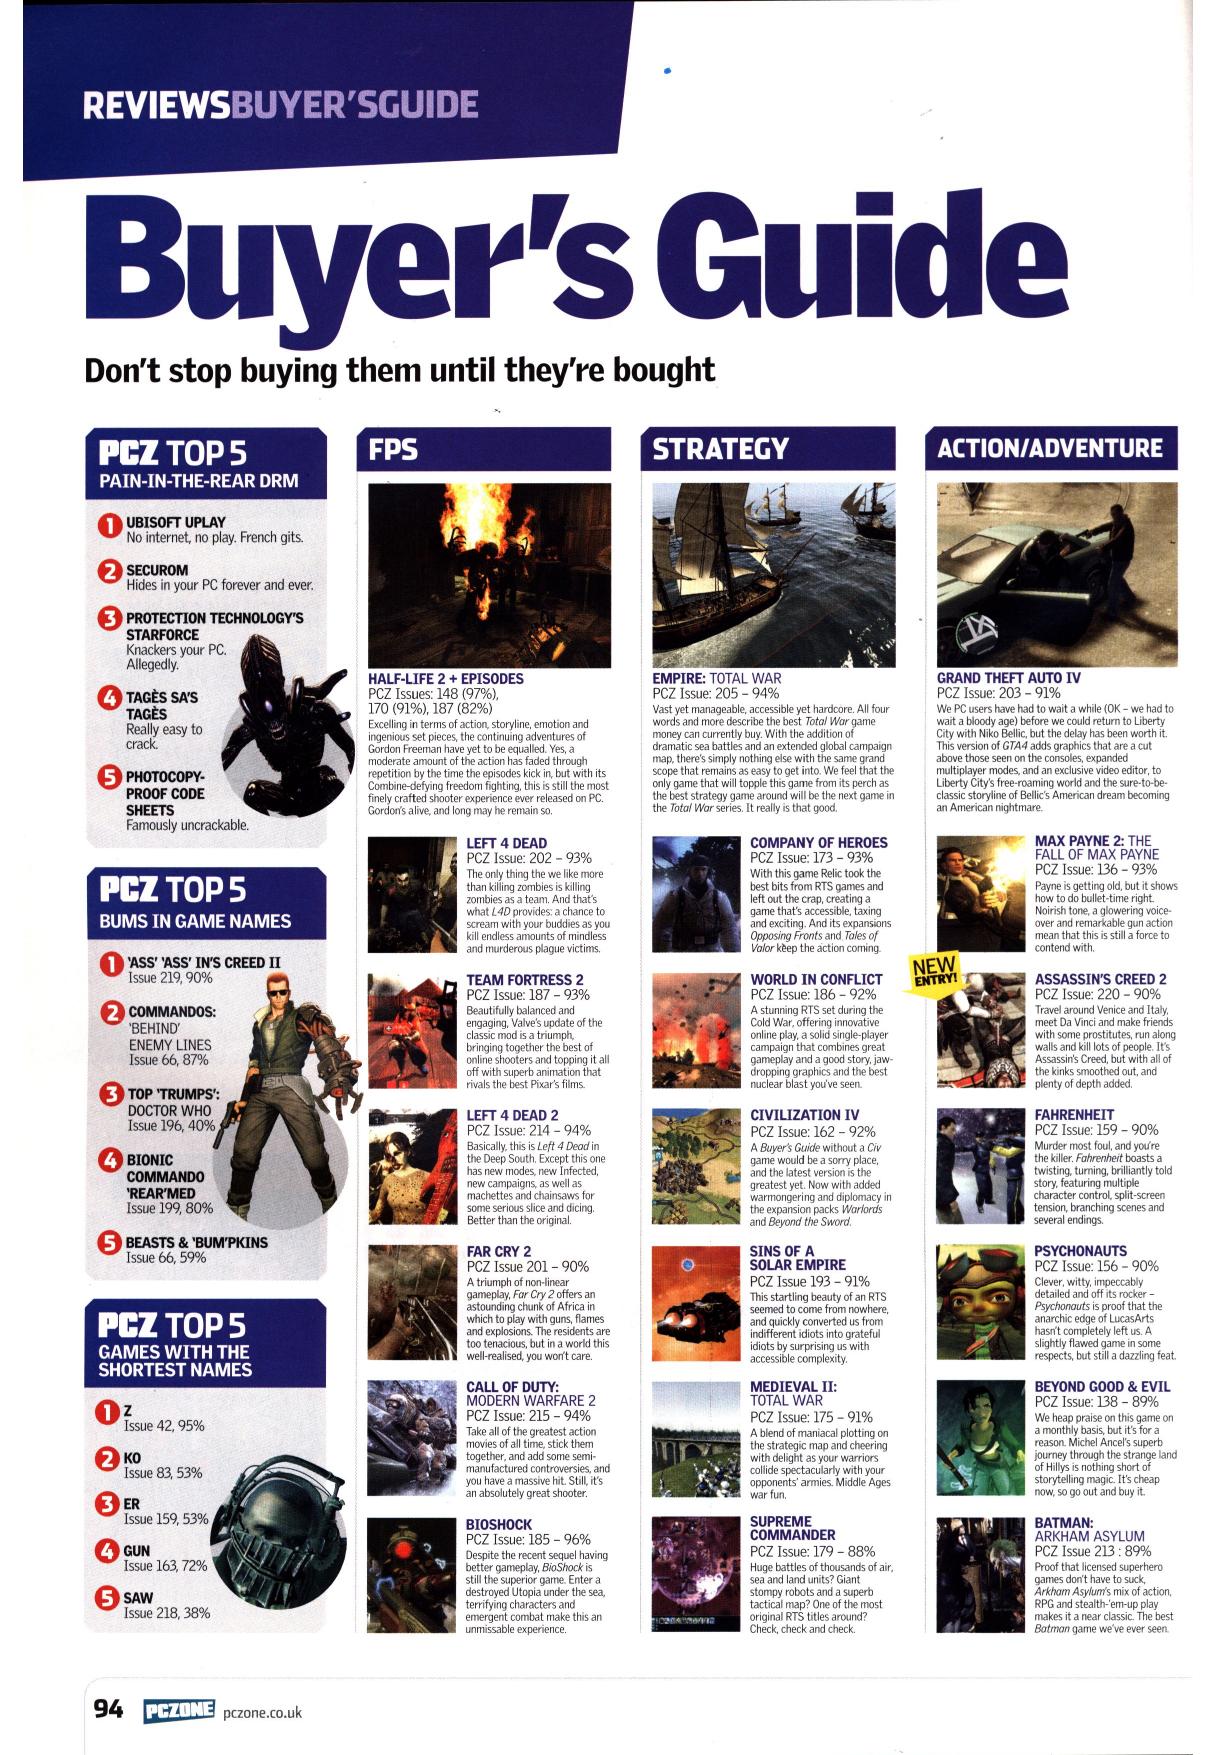 REVIEWSBUYER'SGUIDE
Buyer's Guide
Don't stop buying them until they're bought
PCZ TOP 5
PAIN-IN-THE-REAR DRM
1 UBISOFT UPLAY
No internet, no play. French gits.
2 SECUROM
Hides in your PC forever and ever.
3 PROTECTION TECHNOLOGY'S
STARFORCE
Knackers your PC.
Allegedly.
4 TAGÈS SA'S
TAGÈS
Really easy to
crack.
5 PHOTOCOPY-
PROOF CODE
SHEETS
Famously uncrackable.
PCZ TOP 5
BUMS IN GAME NAMES
1 'ASS' 'ASS' IN'S CREED II
Issue 219, 90%
2 COMMANDOS:
'BEHIND'
ENEMY LINES
Issue 66, 87%
3 TOP 'TRUMPS':
DOCTOR WHO
Issue 196, 40%
4 BIONIC
COMMANDO
'REAR'MED
Issue 199, 80%
5 BEASTS & 'BUM'PKINS
Issue 66, 59%
PCZ TOP 5
GAMES WITH THE
SHORTEST NAMES
1 Z
Issue 42, 95%
2 KO
Issue 83, 53%
3 ER
Issue 159, 53%
4 GUN
Issue 163, 72%
5 SAW
Issue 218, 38%
FPS
HALF-LIFE 2 + EPISODES
PCZ Issues: 148 (97%),
170 (91%), 187 (82%)
Excelling in terms of action, storyline, emotion and
ingenious set pieces, the continuing adventures of
Gordon Freeman have yet to be equalled. Yes, a
moderate amount of the action has faded through
repetition by the time the episodes kick in, but with its
Combine-defying freedom fighting, this is still the most
finely crafted shooter experience ever released on PC.
Gordon's alive, and long may he remain so.
LEFT 4 DEAD
PCZ Issue: 202 – 93%
The only thing the we like more
than killing zombies is killing
zombies as a team. And that's
what L4D provides: a chance to
scream with your buddies as you
kill endless amounts of mindless
and murderous plague victims.
TEAM FORTRESS 2
PCZ Issue: 187 – 93%
Beautifully balanced and
engaging, Valve's update of the
classic mod is a triumph,
bringing together the best of
online shooters and topping it all
off with superb animation that
rivals the best Pixar's films.
LEFT 4 DEAD 2
PCZ Issue: 214 – 94%
Basically, this is Left 4 Dead in
the Deep South. Except this one
has new modes, new Infected,
new campaigns, as well as
machettes and chainsaws for
some serious slice and dicing.
Better than the original.
FAR CRY 2
PCZ Issue 201 – 90%
A triumph of non-linear
gameplay, Far Cry 2 offers an
astounding chunk of Africa in
which to play with guns, flames
and explosions. The residents are
too tenacious, but in a world this
well-realised, you won't care.
CALL OF DUTY:
MODERN WARFARE 2
PCZ Issue: 215 – 94%
Take all of the greatest action
movies of all time, stick them
together, and add some semi-
manufactured controversies, and
you have a massive hit. Still, it's
an absolutely great shooter.
BIOSHOCK
PCZ Issue: 185 – 96%
Despite the recent sequel having
better gameplay, BioShock is
still the superior game. Enter a
destroyed Utopia under the sea,
terrifying characters and
emergent combat make this an
unmissable experience.
STRATEGY
EMPIRE: TOTAL WAR
PCZ Issue: 205 – 94%
Vast yet manageable, accessible yet hardcore. All four
words and more describe the best Total War game
money can currently buy. With the addition of
dramatic sea battles and an extended global campaign
map, there's simply nothing else with the same grand
scope that remains as easy to get into. We feel that the
only game that will topple this game from its perch as
the best strategy game around will be the next game in
the Total War series. It really is that good.
COMPANY OF HEROES
PCZ Issue: 173 – 93%
With this game Relic took the
best bits from RTS games and
left out the crap, creating a
game that's accessible, taxing
and exciting. And its expansions
Opposing Fronts and Tales of
Valor keep the action coming.
WORLD IN CONFLICT
PCZ Issue: 186 – 92%
A stunning RTS set during the
Cold War, offering innovative
online play, a solid single-player
campaign that combines great
gameplay and a good story, jaw-
dropping graphics and the best
nuclear blast you've seen.
CIVILIZATION IV
PCZ Issue: 162 – 92%
A Buyer's Guide without a Civ
game would be a sorry place,
and the latest version is the
greatest yet. Now with added
warmongering and diplomacy in
the expansion packs Warlords
and Beyond the Sword.
SINS OF A
SOLAR EMPIRE
PCZ Issue 193 – 91%
This startling beauty of an RTS
seemed to come from nowhere,
and quickly converted us from
indifferent idiots into grateful
idiots by surprising us with
accessible complexity.
MEDIEVAL II:
TOTAL WAR
PCZ Issue: 175 – 91%
A blend of maniacal plotting on
the strategic map and cheering
with delight as your warriors
collide spectacularly with your
opponents' armies. Middle Ages
war fun.
SUPREME
COMMANDER
PCZ Issue: 179 – 88%
Huge battles of thousands of air,
sea and land units? Giant
stompy robots and a superb
tactical map? One of the most
original RTS titles around?
Check, check and check.
ACTION/ADVENTURE
GRAND THEFT AUTO IV
PCZ Issue: 203 – 91%
We PC users have had to wait a while (OK – we had to
wait a bloody age) before we could return to Liberty
City with Niko Bellic, but the delay has been worth it.
This version of GTA4 adds graphics that are a cut
above those seen on the consoles, expanded
multiplayer modes, and an exclusive video editor, to
Liberty City's free-roaming world and the sure-to-be-
classic storyline of Bellic's American dream becoming
an American nightmare.
MAX PAYNE 2: THE
FALL OF MAX PAYNE
PCZ Issue: 136 – 93%
Payne is getting old, but it shows
how to do bullet-time right.
Noirish tone, a glowering voice-
over and remarkable gun action
mean that this is still a force to
contend with.
NEW
ENTRY!
ASSASSIN'S CREED 2
PCZ Issue: 220 – 90%
Travel around Venice and Italy,
meet Da Vinci and make friends
with some prostitutes, run along
walls and kill lots of people. It's
Assassin's Creed, but with all of
the kinks smoothed out, and
plenty of depth added.
FAHRENHEIT
PCZ Issue: 159 – 90%
Murder most foul, and you're
the killer. Fahrenheit boasts a
twisting, turning, brilliantly told
story, featuring multiple
character control, split-screen
tension, branching scenes and
several endings.
PSYCHONAUTS
PCZ Issue: 156 – 90%
Clever, witty, impeccably
detailed and off its rocker –
Psychonauts is proof that the
anarchic edge of LucasArts
hasn't completely left us. A
slightly flawed game in some
respects, but still a dazzling feat.
BEYOND GOOD & EVIL
PCZ Issue: 138 – 89%
We heap praise on this game on
a monthly basis, but it's for a
reason. Michel Ancel's superb
journey through the strange land
of Hillys is nothing short of
storytelling magic. It's cheap
now, so go out and buy it.
BATMAN:
ARKHAM ASYLUM
PCZ Issue 213 : 89%
Proof that licensed superhero
games don't have to suck,
Arkham Asylum's mix of action,
RPG and stealth-'em-up play
makes it a near classic. The best
Batman game we've ever seen.
94 PCZONE pczone.co.uk